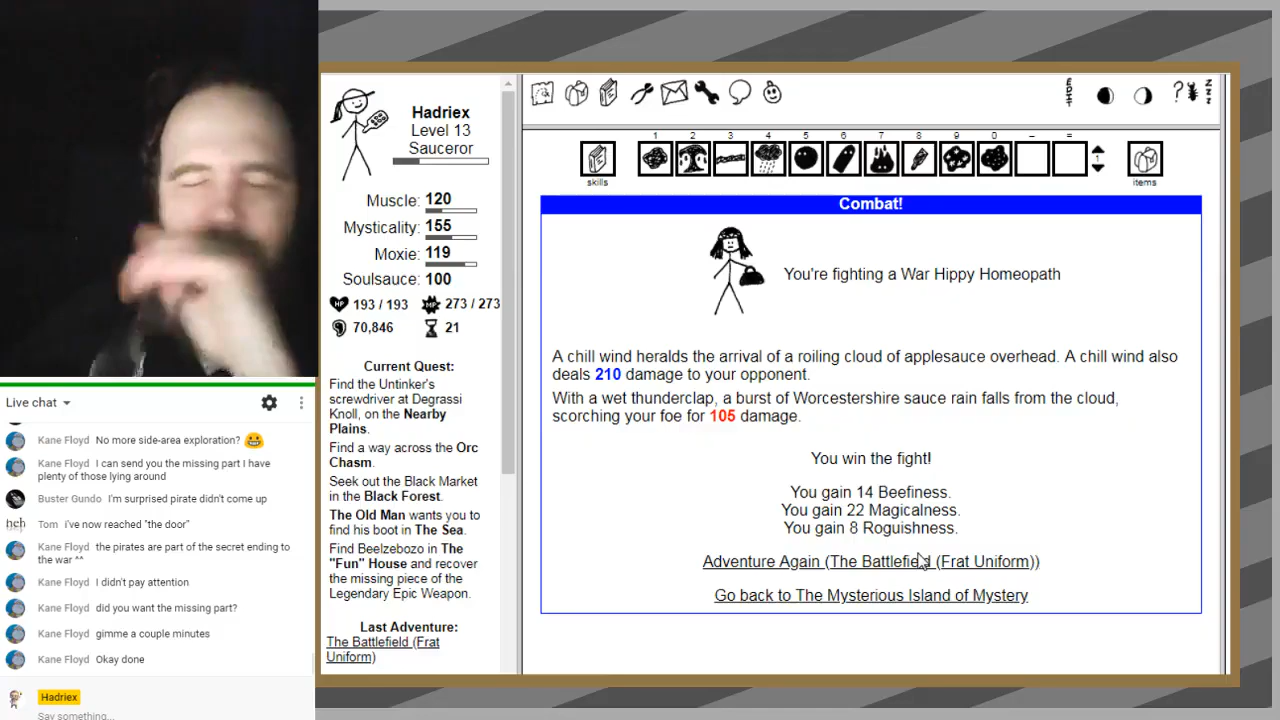 Live chat
Kane Floyd No more side-area exploration?
Kane Floyd I can send you the missing part I have
plenty of those lying around
Buster Gundo I'm surprised pirate didn't come up
Tom i've now reached "the door"
Kane Floyd the pirates are part of the secret ending to
the war ^^
Kane Floyd I didn't pay attention
Kane Floyd did you want the missing part?
Kane Floyd gimme a couple minutes
Kane Floyd Okay done
Hadriex
Say something...
Hadriex
Level 13
Sauceror
Muscle: 120
Mysticality: 155
Moxie: 119
Soulsauce: 100
HP 193 / 193 MP 273 / 273
70,846 21
Current Quest:
Find the Untinker's
screwdriver at Degrassi
Knoll, on the Nearby
Plains.
Find a way across the Orc
Chasm.
Seek out the Black Market
in the Black Forest.
The Old Man wants you to
find his boot in The Sea.
Find Beelzebozo in The
"Fun" House and recover
the missing piece of the
Legendary Epic Weapon.
Last Adventure:
The Battlefield (Frat
Uniform)
EDIT ? Z Z Z
1 2 3 4 5 6 7 8 9 0 – =
skills 1 items
Combat!
You're fighting a War Hippy Homeopath
A chill wind heralds the arrival of a roiling cloud of applesauce overhead. A chill wind also
deals 210 damage to your opponent.
With a wet thunderclap, a burst of Worcestershire sauce rain falls from the cloud,
scorching your foe for 105 damage.
You win the fight!
You gain 14 Beefiness.
You gain 22 Magicalness.
You gain 8 Roguishness.
Adventure Again (The Battlefield (Frat Uniform))
Go back to The Mysterious Island of Mystery